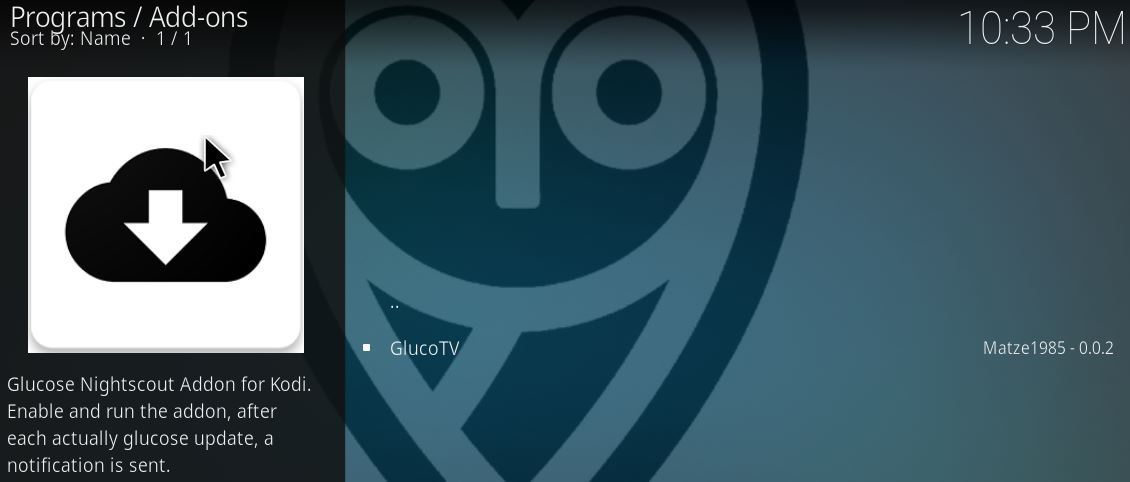 Programs / Add-ons
Sort by: Name · 1 / 1
10:33 PM
..
GlucoTV
Matze1985 - 0.0.2
Glucose Nightscout Addon for Kodi.
Enable and run the addon, after
each actually glucose update, a
notification is sent.